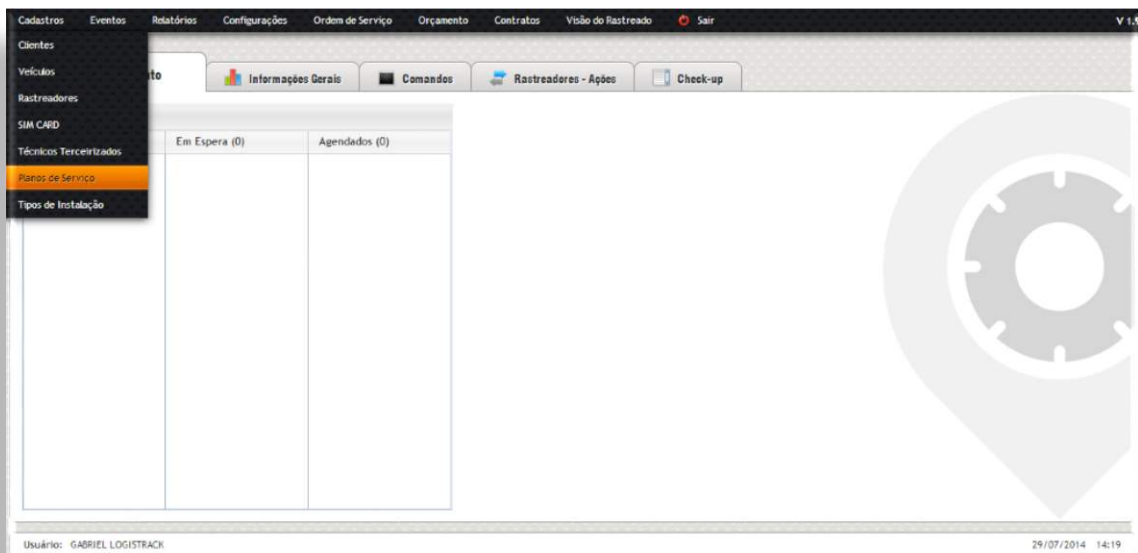 Cadastros Eventos Relatórios Configurações Ordem de Serviço Orçamento Contratos Visão do Rastreado Sair V 1.9
Clientes
Veículos
Rastreadores
SIM CARD
Técnicos Terceirizados
Planos de Serviço
Tipos de Instalação
Informações Gerais Comandos Rastreadores - Ações Check-up
Em Espera (0) Agendados (0)
Usuário: GABRIEL LOGISTRACK 29/07/2014 14:19